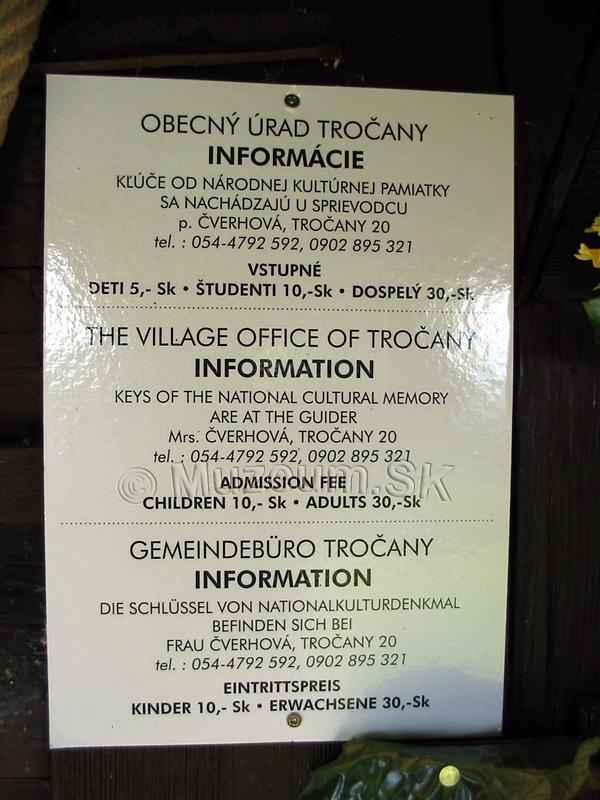 OBECNÝ ÚRAD TROČANY
INFORMÁCIE
KĽÚČE OD NÁRODNEJ KULTÚRNEJ PAMIATKY
SA NACHÁDZAJÚ U SPRIEVODCU
p. ČVERHOVÁ, TROČANY 20
tel. : 054-4792 592, 0902 895 321
VSTUPNÉ
DETI 5,- Sk • ŠTUDENTI 10,-Sk • DOSPELÝ 30,-Sk
THE VILLAGE OFFICE OF TROČANY
INFORMATION
KEYS OF THE NATIONAL CULTURAL MEMORY
ARE AT THE GUIDER
Mrs. ČVERHOVÁ, TROČANY 20
tel. : 054-4792 592, 0902 895 321
© Muzeum.Sk
ADMISSION FEE
CHILDREN 10,- Sk • ADULTS 30,-Sk
GEMEINDEBÜRO TROČANY
INFORMATION
DIE SCHLÜSSEL VON NATIONALKULTURDENKMAL
BEFINDEN SICH BEI
FRAU ČVERHOVÁ, TROČANY 20
tel. : 054-4792 592, 0902 895 321
EINTRITTSPREIS
KINDER 10,- Sk • ERWACHSENE 30,-Sk